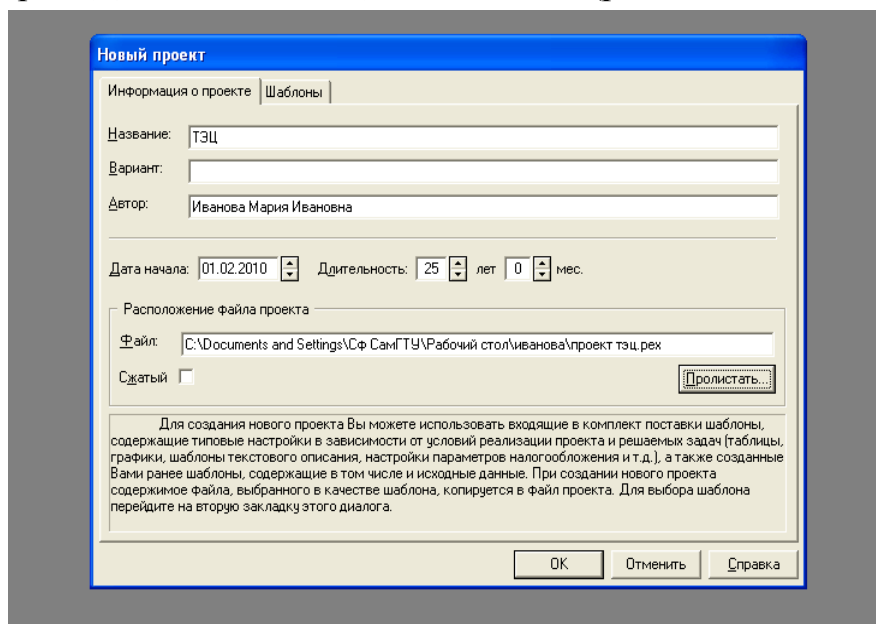 Новый проект
Информация о проекте Шаблоны
Название: ТЭЦ
Вариант:
Автор: Иванова Мария Ивановна
Дата начала: 01.02.2010 Длительность: 25 лет 0 мес.
Расположение файла проекта
Файл: C:\Documents and Settings\Сф СамГТУ\Рабочий стол\иванова\проект тэц.pex
Сжатый Пролистать...
Для создания нового проекта Вы можете использовать входящие в комплект поставки шаблоны,
содержащие типовые настройки в зависимости от условий реализации проекта и решаемых задач (таблицы,
графики, шаблоны текстового описания, настройки параметров налогообложения и т.д.), а также созданные
Вами ранее шаблоны, содержащие в том числе и исходные данные. При создании нового проекта
содержимое файла, выбранного в качестве шаблона, копируется в файл проекта. Для выбора шаблона
перейдите на вторую закладку этого диалога.
OK Отменить Справка